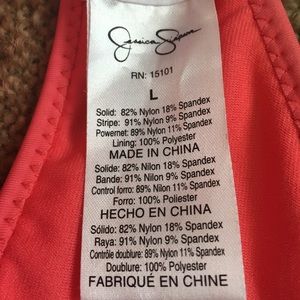 Jessica Simpson
RN: 15101
L
Solid: 82% Nylon 18% Spandex
Stripe: 91% Nylon 9% Spandex
Powernet: 89% Nylon 11% Spandex
Lining: 100% Polyester
MADE IN CHINA
Solide: 82% Nilon 18% Spandex
Bande: 91% Nilon 9% Spandex
Control forro: 89% Nilon 11% Spandex
Forro: 100% Poliester
HECHO EN CHINA
Sólido: 82% Nylon 18% Spandex
Raya: 91% Nylon 9% Spandex
Contrôle doublure: 89% Nylon 11% Spandex
Doublure: 100% Polyester
FABRIQUÉ EN CHINE